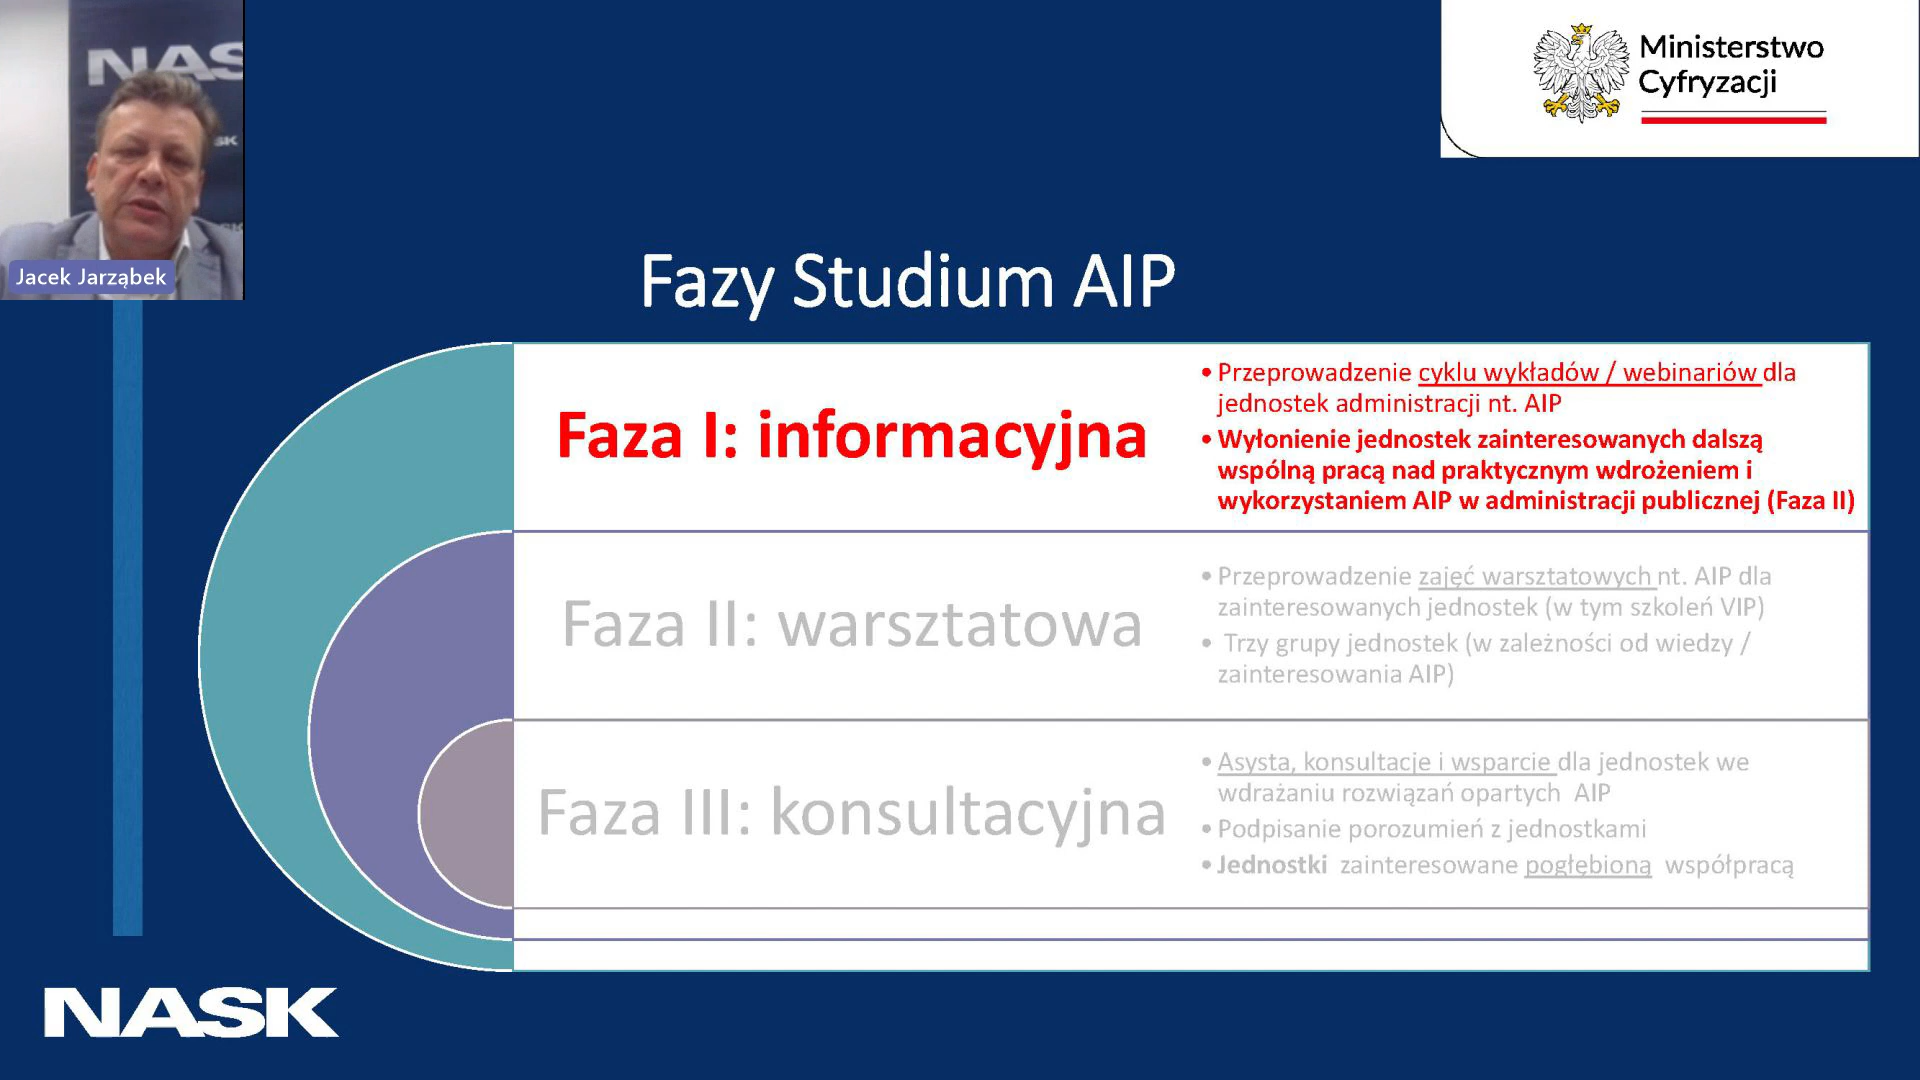 NAS
SK
NASK
Jacek Jarząbek
Ministerstwo
Cyfryzacji
Fazy Studium AIP
Faza I: informacyjna
• Przeprowadzenie cyklu wykładów / webinariów dla
jednostek administracji nt. AIP
• Wyłonienie jednostek zainteresowanych dalszą
wspólną pracą nad praktycznym wdrożeniem i
wykorzystaniem AIP w administracji publicznej (Faza II)
Faza II: warsztatowa
• Przeprowadzenie zajęć warsztatowych nt. AIP dla
zainteresowanych jednostek (w tym szkoleń VIP)
• Trzy grupy jednostek (w zależności od wiedzy /
zainteresowania AIP)
Faza III: konsultacyjna
• Asysta, konsultacje i wsparcie dla jednostek we
wdrażaniu rozwiązań opartych AIP
• Podpisanie porozumień z jednostkami
• Jednostki zainteresowane pogłębioną współpracą
NASK